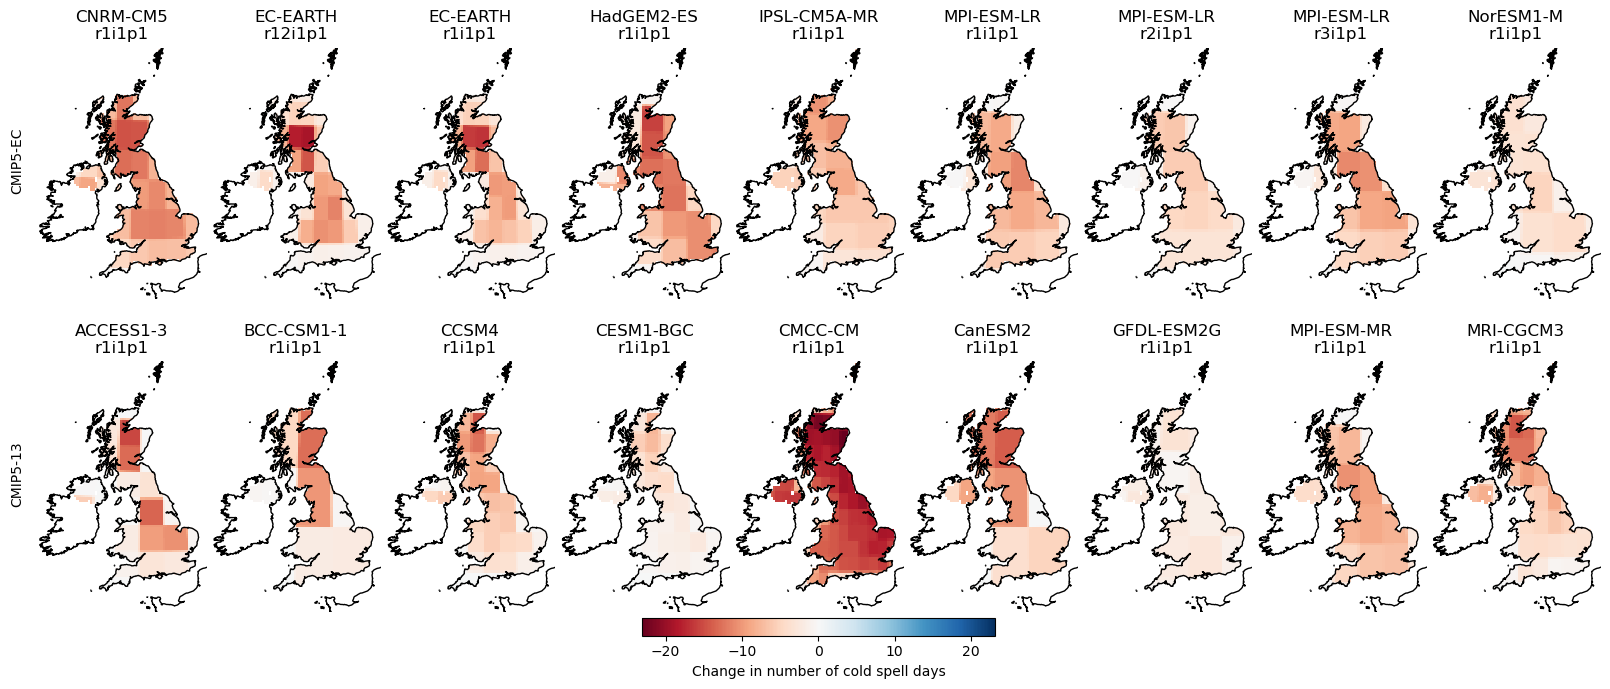 CNRM-CM5 EC-EARTH EC-EARTH HadGEM2-ES IPSL-CM5A-MR MPI-ESM-LR MPI-ESM-LR MPI-ESM-LR NorESM1-M
r1i1p1 r12i1p1 r1i1p1 r1i1p1 r1i1p1 r1i1p1 r2i1p1 r3i1p1 r1i1p1
CMIP5-EC
ACCESS1-3 BCC-CSM1-1 CCSM4 CESM1-BGC CMCC-CM CanESM2 GFDL-ESM2G MPI-ESM-MR MRI-CGCM3
r1i1p1 r1i1p1 r1i1p1 r1i1p1 r1i1p1 r1i1p1 r1i1p1 r1i1p1 r1i1p1
CMIP5-13
−20 −10 0 10 20
Change in number of cold spell days